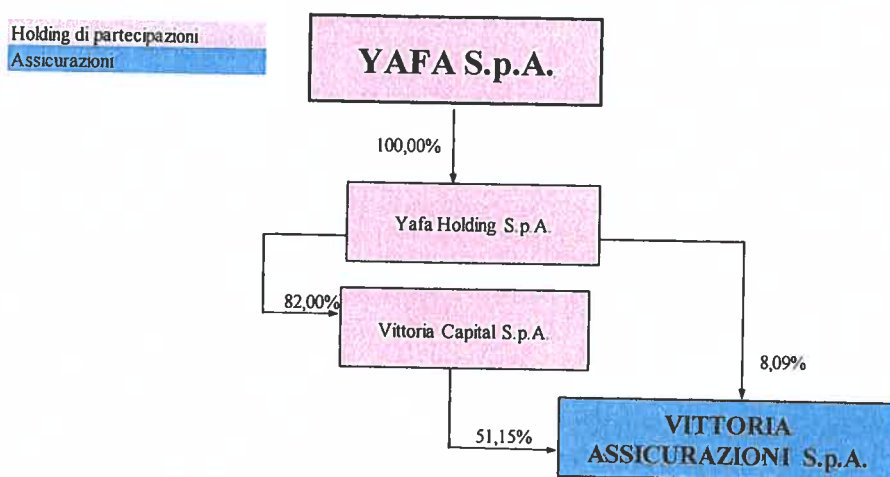 Holding di partecipazioni
Assicurazioni
YAFA S.p.A.
100,00%
Yafa Holding S.p.A.
82,00%
Vittoria Capital S.p.A.
8,09%
51,15%
VITTORIA
ASSICURAZIONI S.p.A.